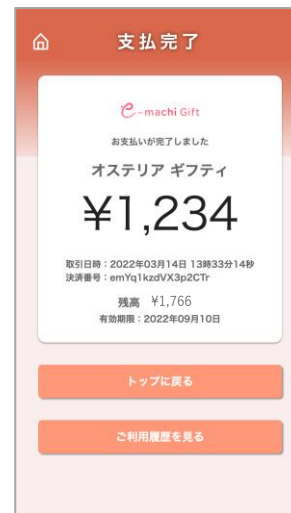 支払完了
e-machi Gift
お支払いが完了しました
オステリア ギフティ
¥1,234
取引日時：2022年03月14日 13時33分14秒
決済番号：emYq1kzdVX3p2CTr
残高 ¥1,766
有効期限：2022年09月10日
トップに戻る
ご利用履歴を見る